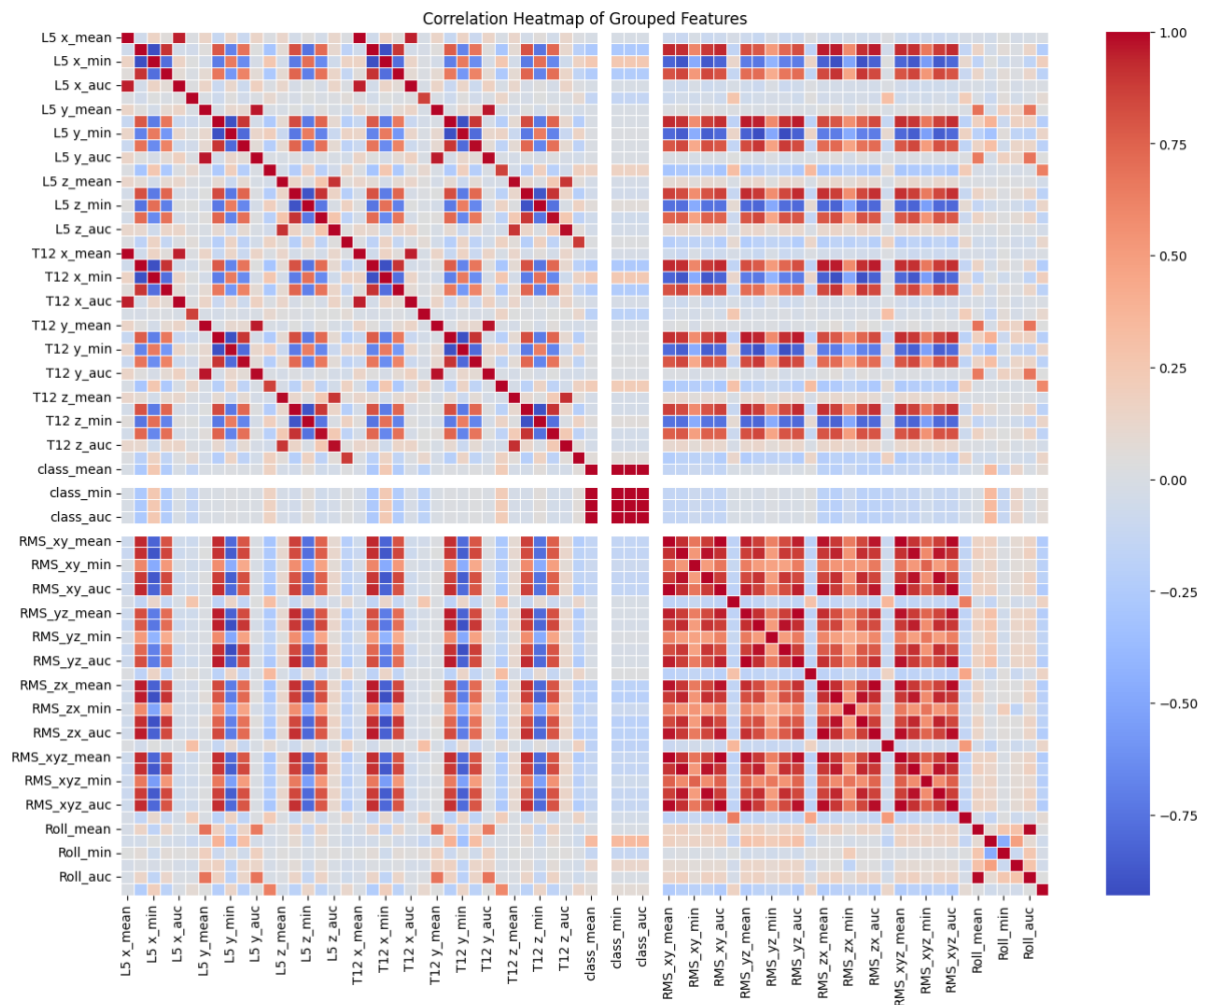 Correlation Heatmap of Grouped Features
L5 x_mean
L5 x_min
L5 x_auc
L5 y_mean
L5 y_min
L5 y_auc
L5 z_mean
L5 z_min
L5 z_auc
T12 x_mean
T12 x_min
T12 x_auc
T12 y_mean
T12 y_min
T12 y_auc
T12 z_mean
T12 z_min
T12 z_auc
class_mean
class_min
class_auc
RMS_xy_mean
RMS_xy_min
RMS_xy_auc
RMS_yz_mean
RMS_yz_min
RMS_yz_auc
RMS_zx_mean
RMS_zx_min
RMS_zx_auc
RMS_xyz_mean
RMS_xyz_min
RMS_xyz_auc
Roll_mean
Roll_min
Roll_auc
L5 x_mean
L5 x_min
L5 x_auc
L5 y_mean
L5 y_min
L5 y_auc
L5 z_mean
L5 z_min
L5 z_auc
T12 x_mean
T12 x_min
T12 x_auc
T12 y_mean
T12 y_min
T12 y_auc
T12 z_mean
T12 z_min
T12 z_auc
class_mean
class_min
class_auc
RMS_xy_mean
RMS_xy_min
RMS_xy_auc
RMS_yz_mean
RMS_yz_min
RMS_yz_auc
RMS_zx_mean
RMS_zx_min
RMS_zx_auc
RMS_xyz_mean
RMS_xyz_min
RMS_xyz_auc
Roll_mean
Roll_min
Roll_auc
1.00
0.75
0.50
0.25
0.00
−0.25
−0.50
−0.75